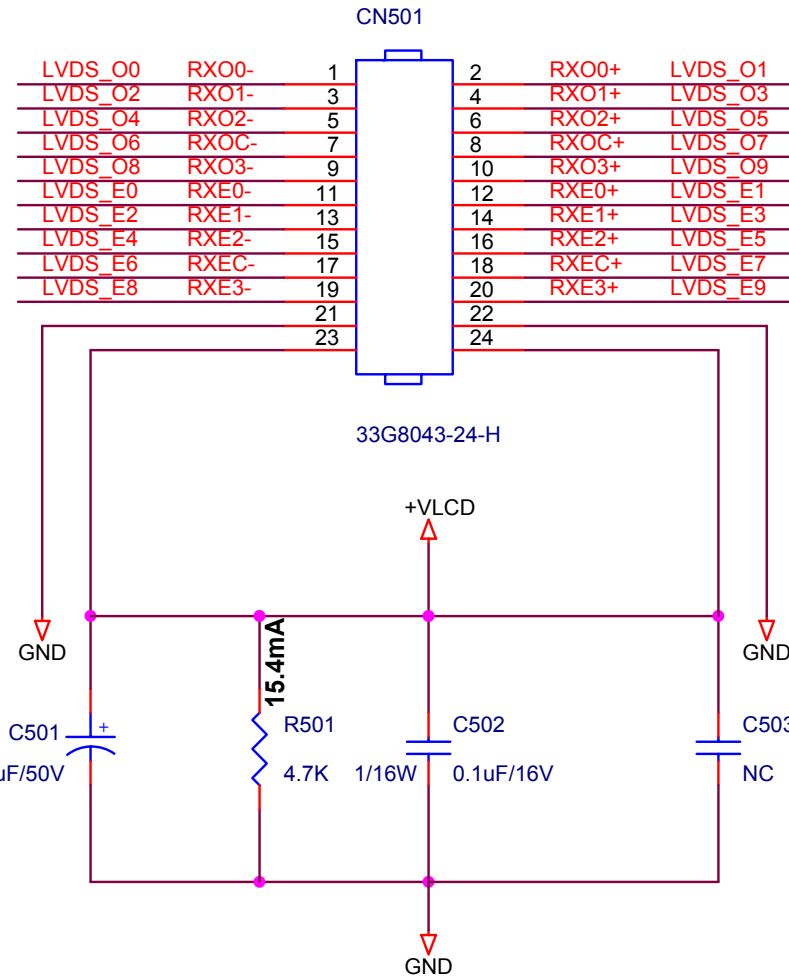 CN501
LVDS_O0 RXO0- 1 2 RXO0+ LVDS_O1
LVDS_O2 RXO1- 3 4 RXO1+ LVDS_O3
LVDS_O4 RXO2- 5 6 RXO2+ LVDS_O5
LVDS_O6 RXOC- 7 8 RXOC+ LVDS_O7
LVDS_O8 RXO3- 9 10 RXO3+ LVDS_O9
LVDS_E0 RXE0- 11 12 RXE0+ LVDS_E1
LVDS_E2 RXE1- 13 14 RXE1+ LVDS_E3
LVDS_E4 RXE2- 15 16 RXE2+ LVDS_E5
LVDS_E6 RXEC- 17 18 RXEC+ LVDS_E7
LVDS_E8 RXE3- 19 20 RXE3+ LVDS_E9
21 22
23 24
33G8043-24-H
+VLCD
GND GND
15.4mA
C501 + R501 C502 C503
uF/50V 4.7K 1/16W 0.1uF/16V NC
GND